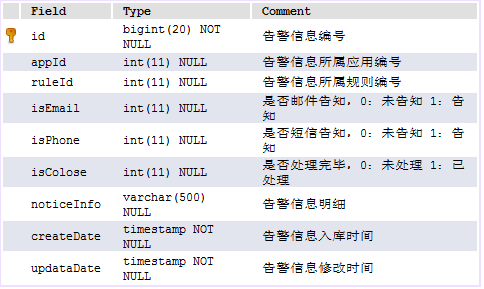 Field Type Comment
id bigint(20) NOT NULL 告警信息编号
appId int(11) NULL 告警信息所属应用编号
ruleId int(11) NULL 告警信息所属规则编号
isEmail int(11) NULL 是否邮件告知, 0: 未告知 1: 告知
isPhone int(11) NULL 是否短信告知, 0: 未告知 1: 告知
isColose int(11) NULL 是否处理完毕, 0: 未处理 1: 已处理
noticeInfo varchar(500) NULL 告警信息明细
createDate timestamp NOT NULL 告警信息入库时间
updataDate timestamp NOT NULL 告警信息修改时间